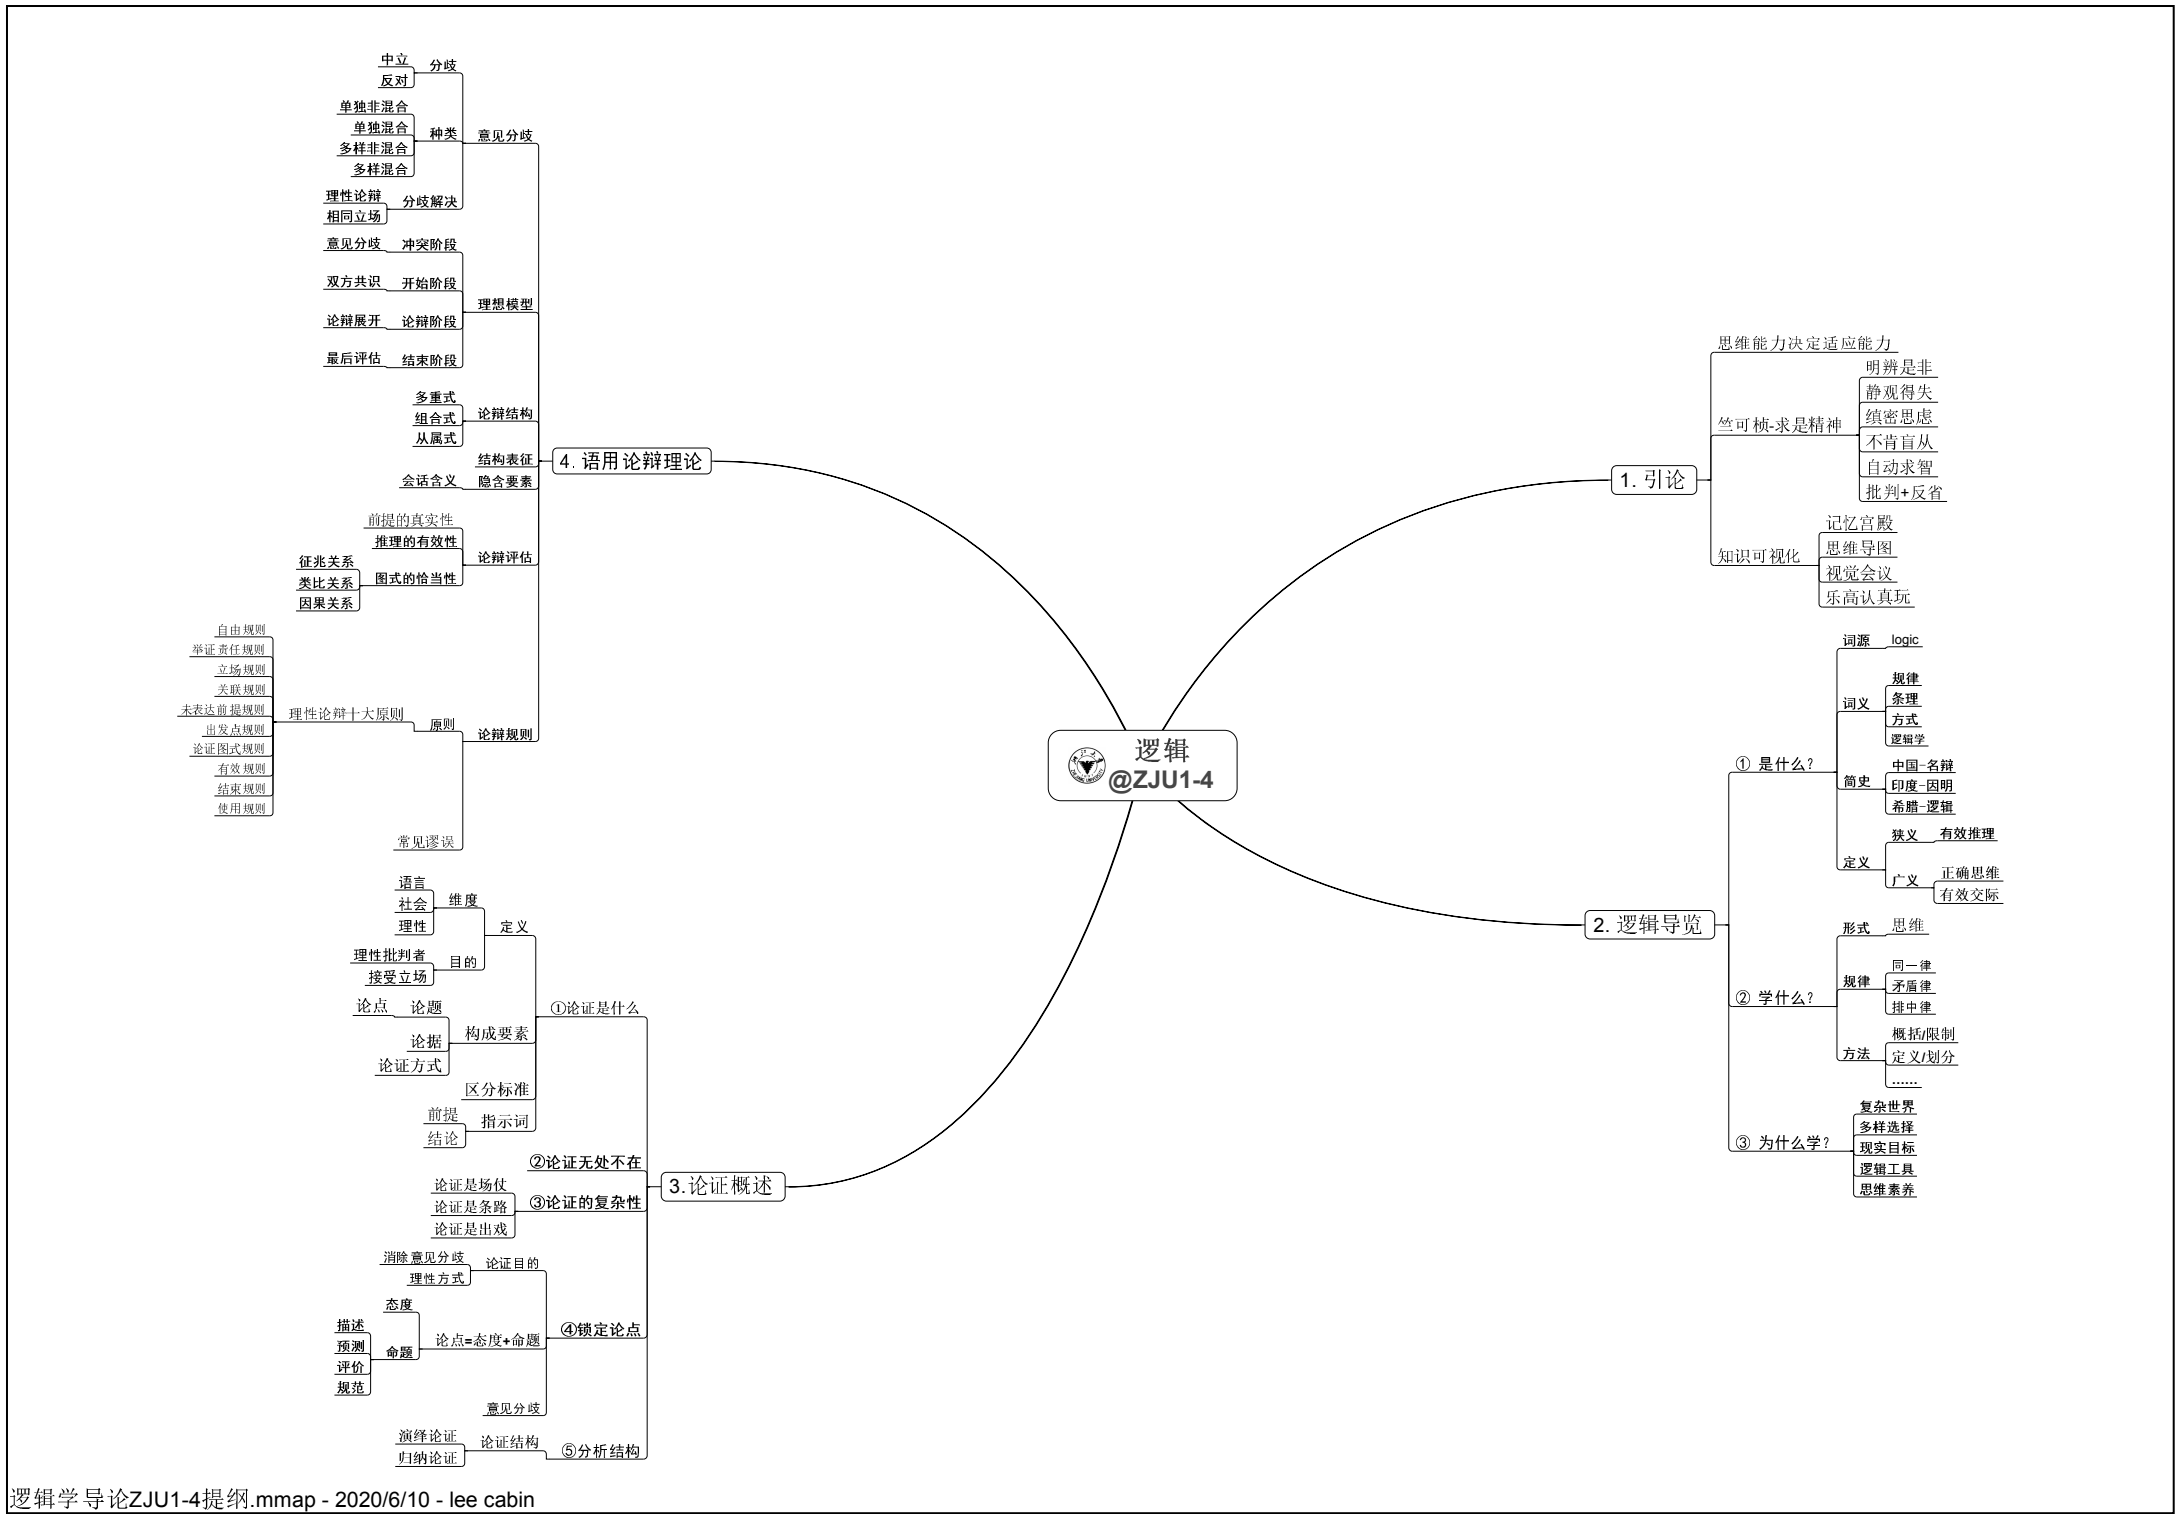 逻辑
@ZJU1-4
1. 引论
思维能力决定适应能力
竺可桢-求是精神
明辨是非
静观得失
缜密思虑
不肯盲从
自动求智
批判+反省
知识可视化
记忆宫殿
思维导图
视觉会议
乐高认真玩
2. 逻辑导览
① 是什么?
词源
logic
词义
规律
条理
方式
逻辑学
简史
中国-名辩
印度-因明
希腊-逻辑
定义
狭义
有效推理
广义
正确思维
有效交际
② 学什么?
形式
思维
规律
同一律
矛盾律
排中律
方法
概括/限制
定义/划分
......
③ 为什么学?
复杂世界
多样选择
现实目标
逻辑工具
思维素养
3.论证概述
①论证是什么
定义
维度
语言
社会
理性
目的
理性批判者
接受立场
构成要素
论题
论点
论据
论证方式
区分标准
指示词
前提
结论
②论证无处不在
③论证的复杂性
论证是场仗
论证是条路
论证是出戏
④锁定论点
论证目的
消除意见分歧
理性方式
论点=态度+命题
态度
命题
描述
预测
评价
规范
意见分歧
⑤分析结构
论证结构
演绎论证
归纳论证
4. 语用论辩理论
意见分歧
分歧
中立
反对
种类
单独非混合
单独混合
多样非混合
多样混合
分歧解决
理性论辩
相同立场
理想模型
冲突阶段
意见分歧
开始阶段
双方共识
论辩阶段
论辩展开
结束阶段
最后评估
论辩结构
多重式
组合式
从属式
结构表征
隐含要素
会话含义
论辩评估
前提的真实性
推理的有效性
图式的恰当性
征兆关系
类比关系
因果关系
论辩规则
原则
理性论辩十大原则
自由规则
举证责任规则
立场规则
关联规则
未表达前提规则
出发点规则
论证图式规则
有效规则
结束规则
使用规则
常见谬误
逻辑学导论ZJU1-4提纲.mmap - 2020/6/10 - lee cabin